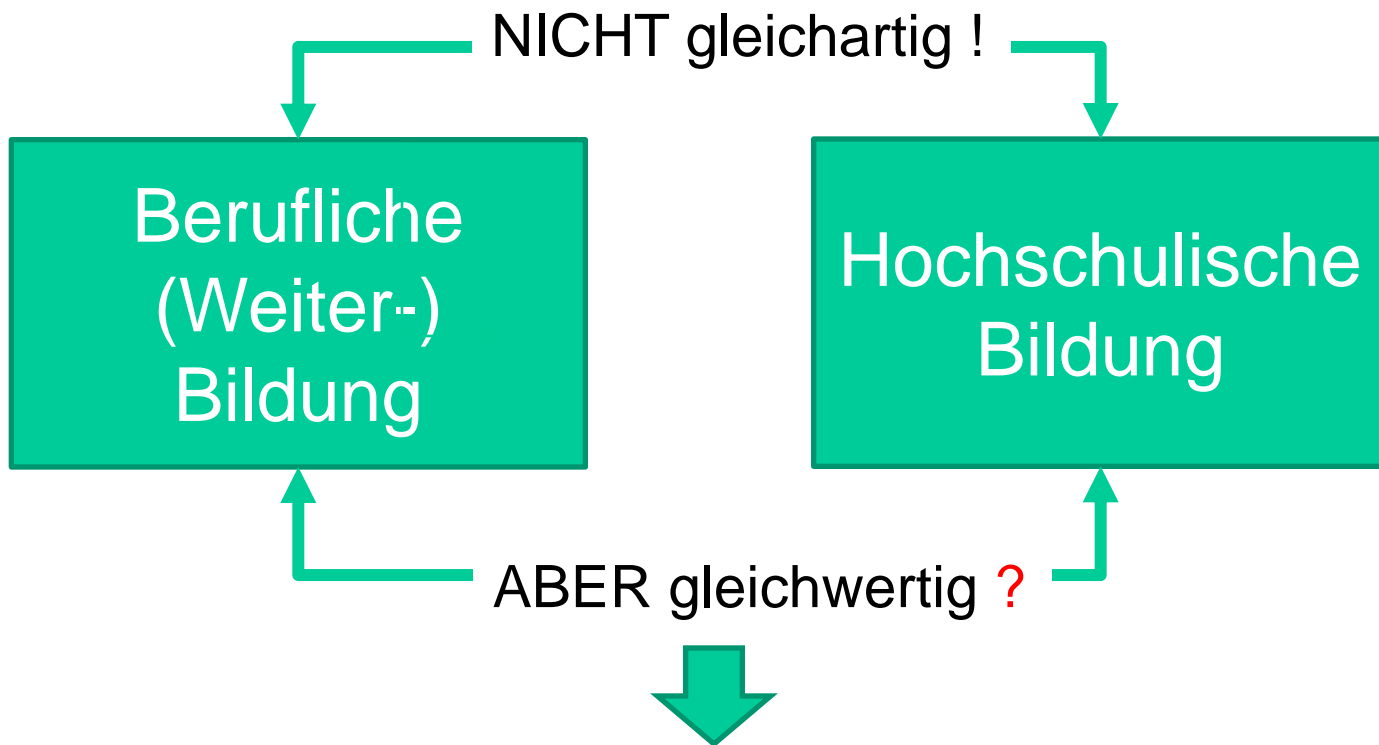 NICHT gleichartig !
Berufliche
(Weiter-)
Bildung
Hochschulische
Bildung
ABER gleichwertig ?